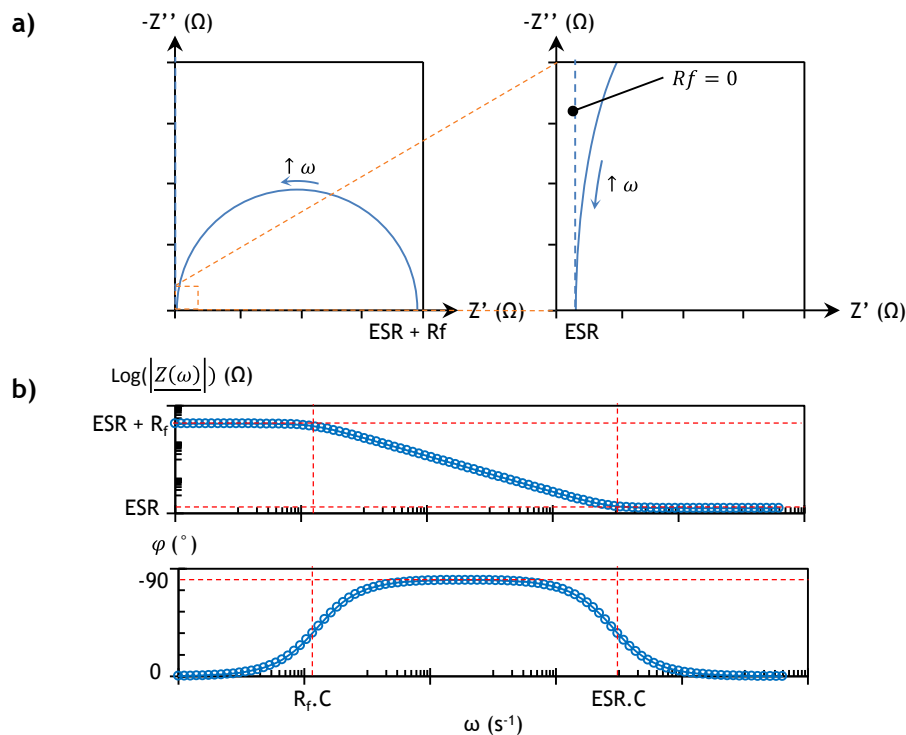 a)
-Z'' (Ω)
-Z'' (Ω)
Rf = 0
↑ ω
↑ ω
Z' (Ω)
Z' (Ω)
ESR + Rf
ESR
b)
Log(|Z(ω)|) (Ω)
ESR + Rf
ESR
φ (°)
-90
0
Rf.C
ESR.C
ω (s-1)